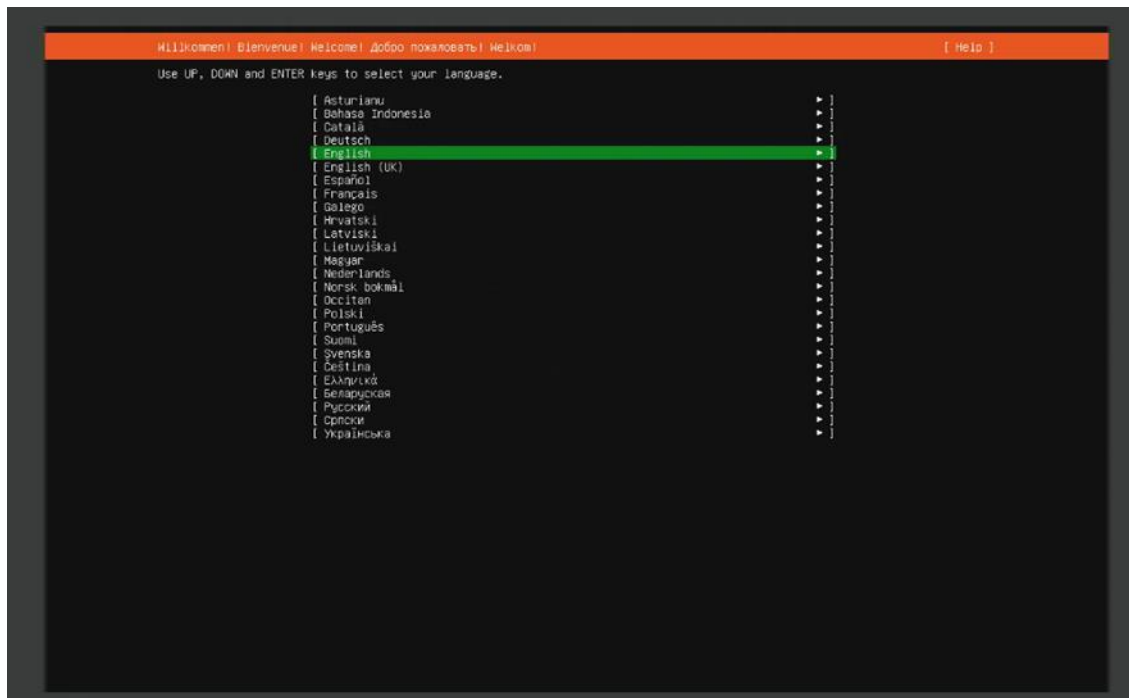 Willkommen! Bienvenue! Welcome! Добро пожаловать! Welkom! [ Help ]
Use UP, DOWN and ENTER keys to select your language.
[ Asturianu ► ]
[ Bahasa Indonesia ► ]
[ Català ► ]
[ Deutsch ► ]
[ English ► ]
[ English (UK) ► ]
[ Español ► ]
[ Français ► ]
[ Galego ► ]
[ Hrvatski ► ]
[ Latviski ► ]
[ Lietuviškai ► ]
[ Magyar ► ]
[ Nederlands ► ]
[ Norsk bokmål ► ]
[ Occitan ► ]
[ Polski ► ]
[ Português ► ]
[ Suomi ► ]
[ Svenska ► ]
[ Čeština ► ]
[ Ελληνικά ► ]
[ Беларуская ► ]
[ Русский ► ]
[ Српски ► ]
[ Українська ► ]